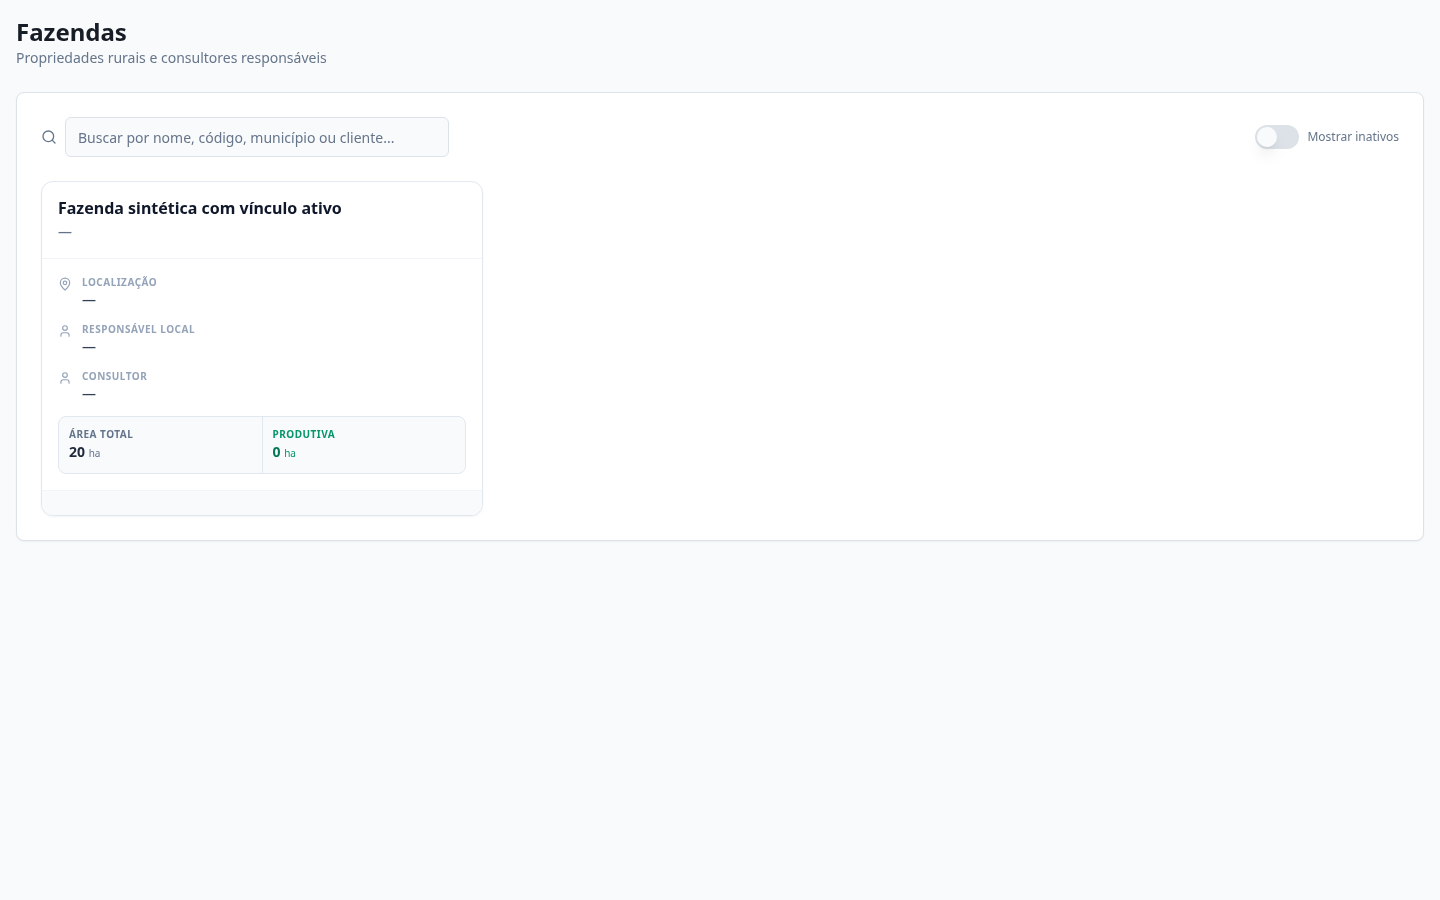 Fazendas
Propriedades rurais e consultores responsáveis
Buscar por nome, código, município ou cliente...
Mostrar inativos
Fazenda sintética com vínculo ativo
—
LOCALIZAÇÃO
—
RESPONSÁVEL LOCAL
—
CONSULTOR
—
ÁREA TOTAL
20 ha
PRODUTIVA
0 ha